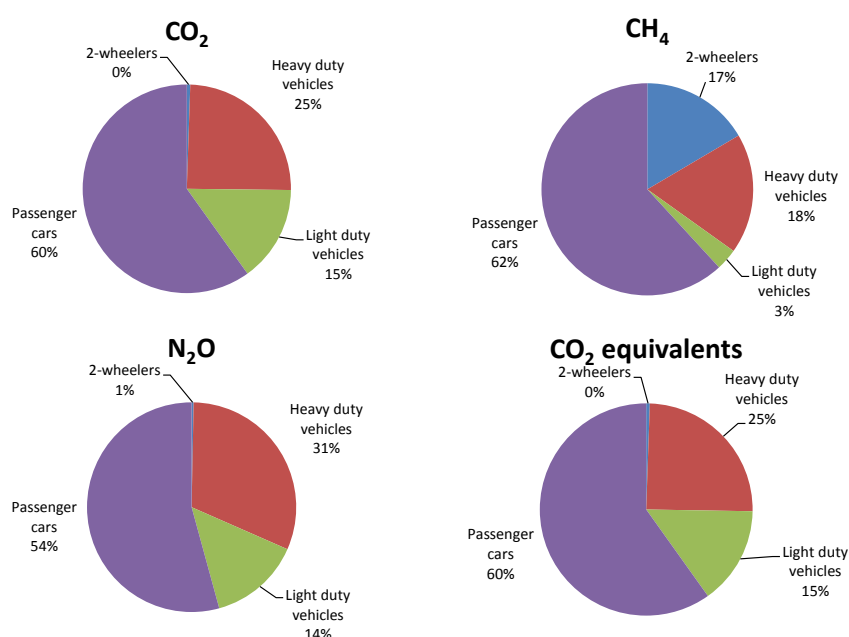 CO2
2-wheelers
0%
Heavy duty
vehicles
25%
Passenger
cars
60%
Light duty
vehicles
15%
CH4
2-wheelers
17%
Heavy duty
vehicles
18%
Passenger
cars
62%
Light duty
vehicles
3%
N2O
2-wheelers
1%
Heavy duty
vehicles
31%
Passenger
cars
54%
Light duty
vehicles
14%
CO2 equivalents
2-wheelers
0%
Heavy duty
vehicles
25%
Passenger
cars
60%
Light duty
vehicles
15%